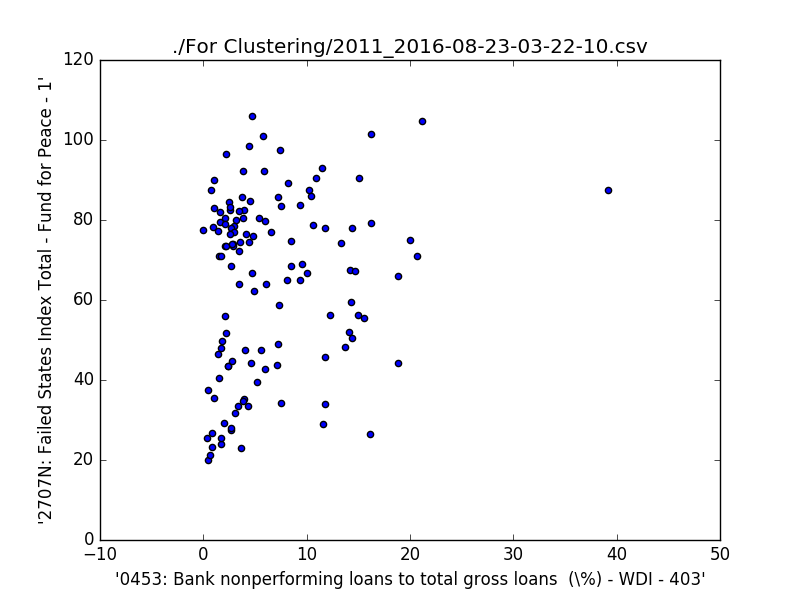 ./For Clustering/2011_2016-08-23-03-22-10.csv
120
100
80
60
40
20
0
'2707N: Failed States Index Total - Fund for Peace - 1'
−10 0 10 20 30 40 50
'0453: Bank nonperforming loans to total gross loans  (\%) - WDI - 403'